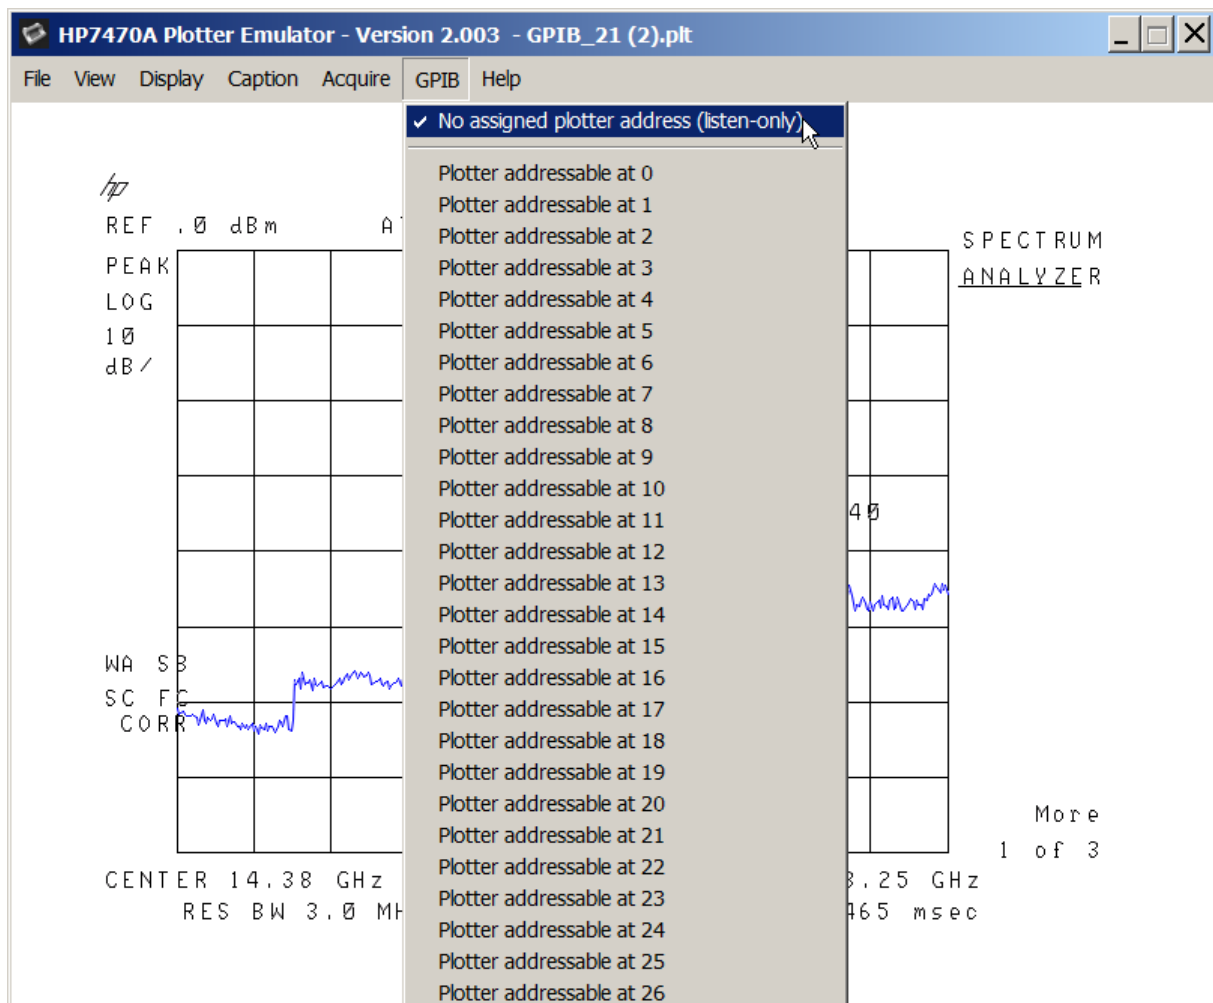 HP7470A Plotter Emulator - Version 2.003 - GPIB_21 (2).plt
File View Display Caption Acquire GPIB Help
No assigned plotter address (listen-only)
Plotter addressable at 0
Plotter addressable at 1
Plotter addressable at 2
Plotter addressable at 3
Plotter addressable at 4
Plotter addressable at 5
Plotter addressable at 6
Plotter addressable at 7
Plotter addressable at 8
Plotter addressable at 9
Plotter addressable at 10
Plotter addressable at 11
Plotter addressable at 12
Plotter addressable at 13
Plotter addressable at 14
Plotter addressable at 15
Plotter addressable at 16
Plotter addressable at 17
Plotter addressable at 18
Plotter addressable at 19
Plotter addressable at 20
Plotter addressable at 21
Plotter addressable at 22
Plotter addressable at 23
Plotter addressable at 24
Plotter addressable at 25
Plotter addressable at 26
hp
REF .0 dBm
PEAK
LOG
10
dB/
WA SB
SC FC
CORR
CENTER 14.38 GHz
RES BW 3.0
SPECTRUM
ANALYZER
40
More
1 of 3
.25 GHz
465 msec